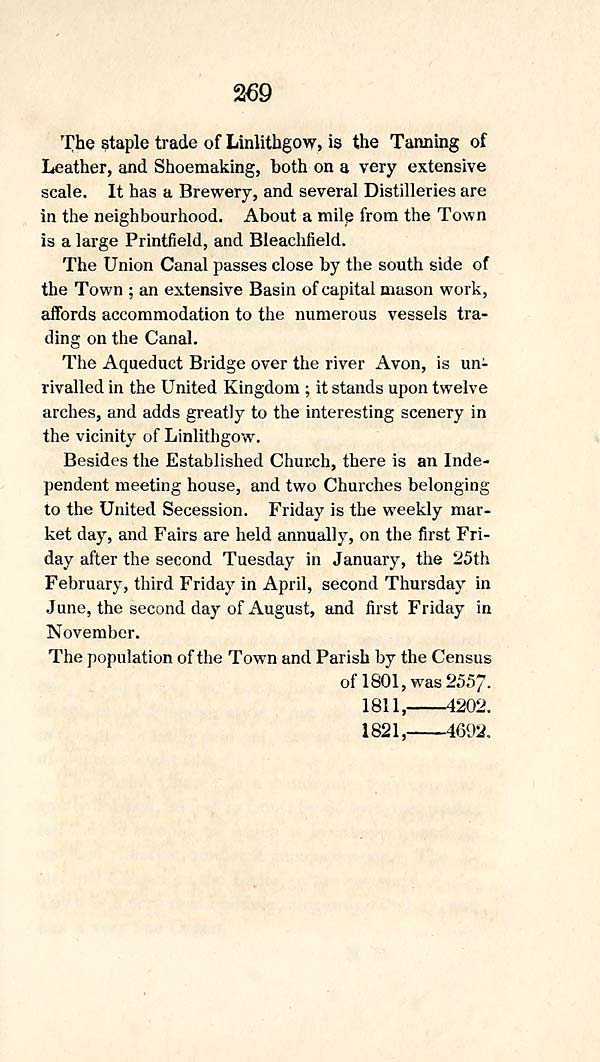 269
The staple trade of Linlithgow, is the Tanning of
Leather, and Shoemaking, both on a very extensive
scale. It has a Brewery, and several Distilleries are
in the neighbourhood. About a mile from the Town
is a large Printfield, and Bleachfield.
The Union Canal passes close by the south side of
the Town ; an extensive Basin of capital mason work,
affords accommodation to the numerous vessels tra-
ding on the Canal.
The Aqueduct Bridge over the river Avon, is un-
rivalled in the United Kingdom ; it stands upon twelve
arches, and adds greatly to the interesting scenery in
the vicinity of Linlithgow.
Besides the Established Church, there is an Inde-
pendent meeting house, and two Churches belonging
to the United Secession. Friday is the weekly mar-
ket day, and Fairs are held annually, on the first Fri-
day after the second Tuesday in January, the 25th
February, third Friday in April, second Thursday in
June, the second day of August, and first Friday in
November.
The population of the Town and Parish by the Census
of 1801, was 2557.
1811,——4202.
1821,——4692.